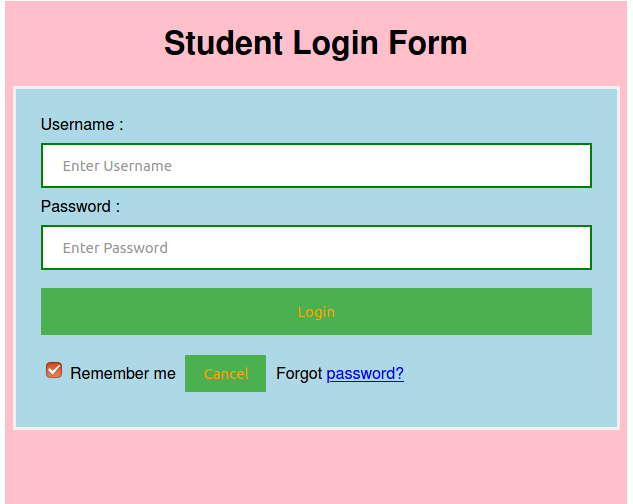 Student Login Form
Username :
Enter Username
Password :
Enter Password
Login
Remember me Cancel Forgot password?